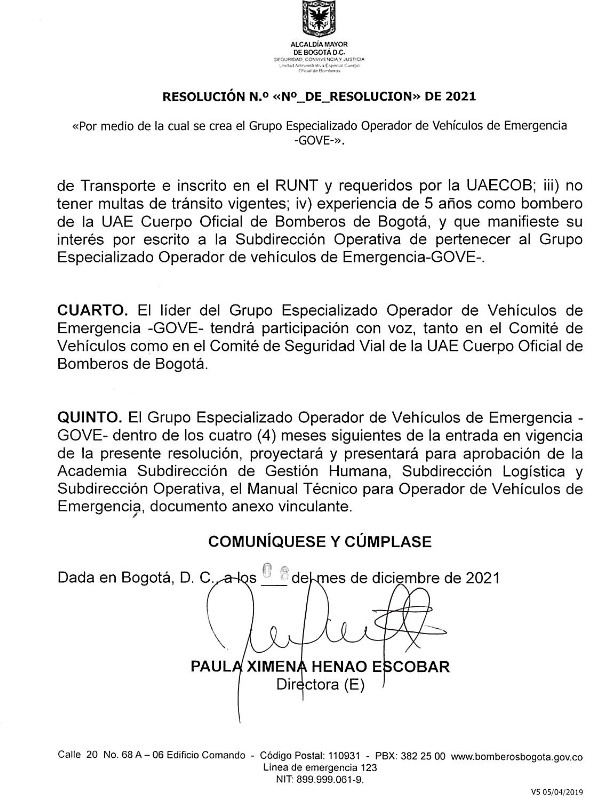 ALCALDÍA MAYOR
DE BOGOTÁ D.C.
SEGURIDAD, CONVIVENCIA Y JUSTICIA
Unidad Administrativa Especial Cuerpo
Oficial de Bomberos
RESOLUCIÓN N.º «Nº_DE_RESOLUCION» DE 2021
«Por medio de la cual se crea el Grupo Especializado Operador de Vehículos de Emergencia
-GOVE-».
de Transporte e inscrito en el RUNT y requeridos por la UAECOB; iii) no
tener multas de tránsito vigentes; iv) experiencia de 5 años como bombero
de la UAE Cuerpo Oficial de Bomberos de Bogotá, y que manifieste su
interés por escrito a la Subdirección Operativa de pertenecer al Grupo
Especializado Operador de vehículos de Emergencia-GOVE-.
CUARTO. El líder del Grupo Especializado Operador de Vehículos de
Emergencia -GOVE- tendrá participación con voz, tanto en el Comité de
Vehículos como en el Comité de Seguridad Vial de la UAE Cuerpo Oficial de
Bomberos de Bogotá.
QUINTO. El Grupo Especializado Operador de Vehículos de Emergencia -
GOVE- dentro de los cuatro (4) meses siguientes de la entrada en vigencia
de la presente resolución, proyectará y presentará para aprobación de la
Academia Subdirección de Gestión Humana, Subdirección Logística y
Subdirección Operativa, el Manual Técnico para Operador de Vehículos de
Emergencia, documento anexo vinculante.
COMUNÍQUESE Y CÚMPLASE
Dada en Bogotá, D. C., a los del mes de diciembre de 2021
PAULA XIMENA HENAO ESCOBAR
Directora (E)
Calle 20 No. 68 A – 06 Edificio Comando - Código Postal: 110931 - PBX: 382 25 00 www.bomberosbogota.gov.co
Línea de emergencia 123
NIT: 899.999.061-9.
V5 05/04/2019